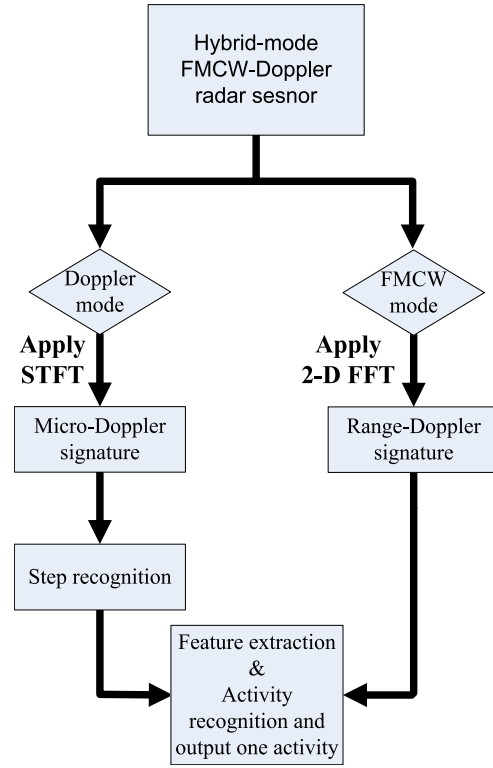 Hybrid-mode
FMCW-Doppler
radar sesnor
Doppler
mode
FMCW
mode
Apply
STFT
Apply
2-D FFT
Micro-Doppler
signature
Range-Doppler
signature
Step recognition
Feature extraction
&
Activity
recognition and
output one activity